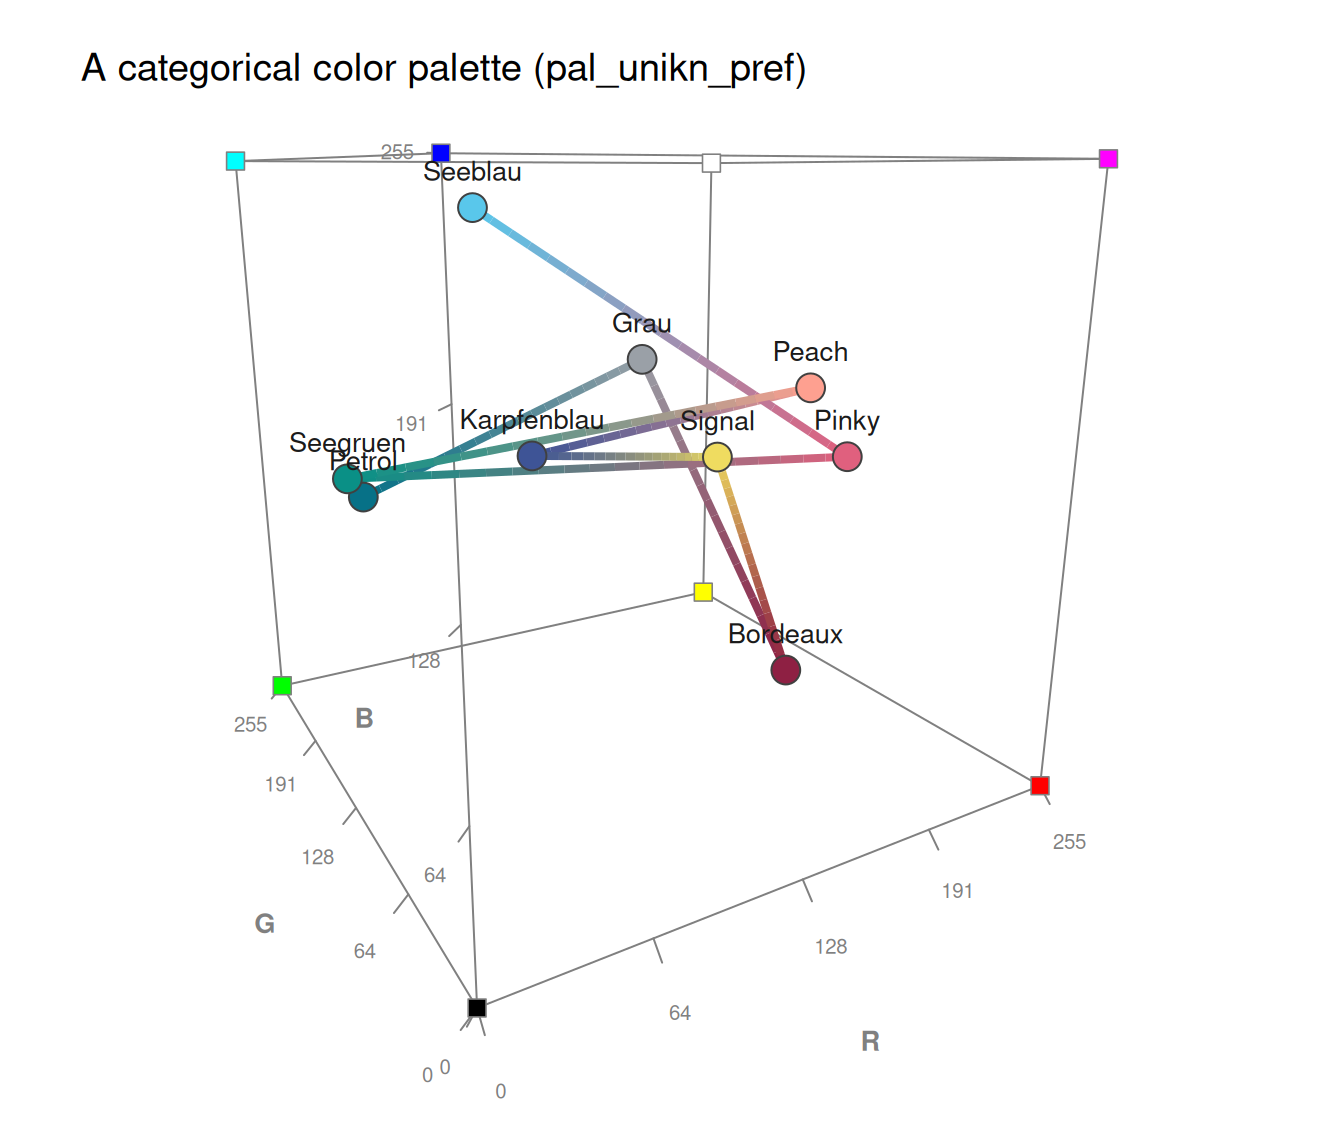 A categorical color palette (pal_unikn_pref)
255
Seeblau
Grau
Peach
191
Karpfenblau
Signal
Pinky
Seegruen
Petrol
Bordeaux
128
B
255
191
128
64
G
64
255
191
128
64
R
0
0
0